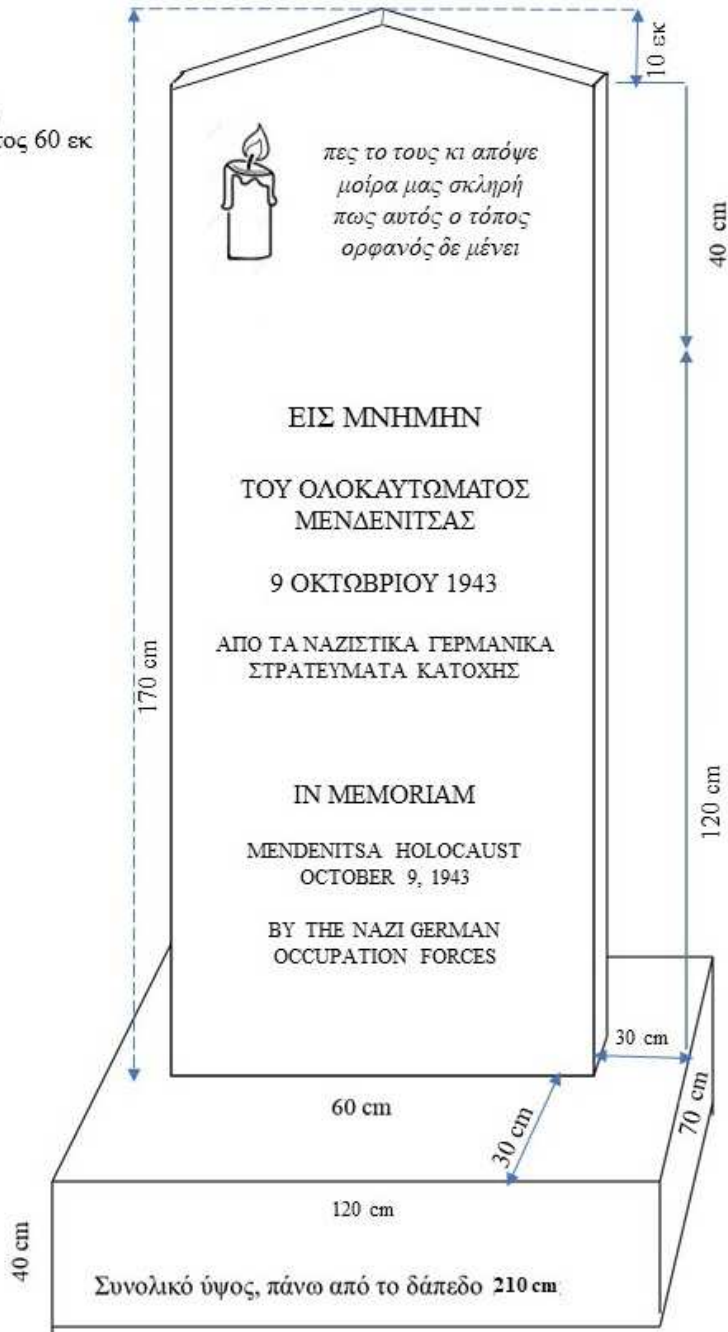 10 εκ
60 εκ
πες το τους κι απόψε
μοίρα μας σκληρή
πως αυτός ο τόπος
ορφανός δε μένει
40 cm
ΕΙΣ ΜΝΗΜΗΝ
ΤΟΥ ΟΛΟΚΑΥΤΩΜΑΤΟΣ
ΜΕΝΔΕΝΙΤΣΑΣ
9 ΟΚΤΩΒΡΙΟΥ 1943
ΑΠΟ ΤΑ ΝΑΖΙΣΤΙΚΑ ΓΕΡΜΑΝΙΚΑ
ΣΤΡΑΤΕΥΜΑΤΑ ΚΑΤΟΧΗΣ
170 cm
IN MEMORIAM
MENDENITSA HOLOCAUST
OCTOBER 9, 1943
BY THE NAZI GERMAN
OCCUPATION FORCES
120 cm
30 cm
60 cm
30 cm
70 cm
120 cm
40 cm
Συνολικό ύψος, πάνω από το δάπεδο 210 cm